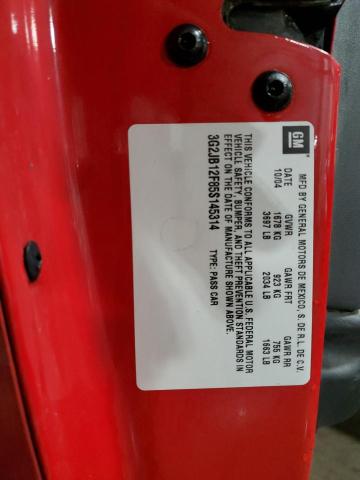 GM
MFD BY GENERAL MOTORS DE MEXICO, S. DE R.L. DE C.V.
DATE GVWR GAWR FRT GAWR RR
10/04 1678 KG 923 KG 755 KG
3697 LB 2034 LB 1663 LB
THIS VEHICLE CONFORMS TO ALL APPLICABLE U.S. FEDERAL MOTOR
VEHICLE SAFETY, BUMPER, AND THEFT PREVENTION STANDARDS IN
EFFECT ON THE DATE OF MANUFACTURE SHOWN ABOVE.
3G2JB12F85S145314 TYPE: PASS CAR